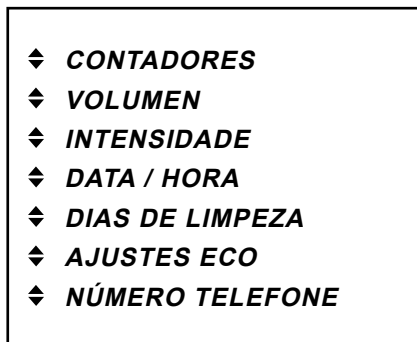 CONTADORES
VOLUMEN
INTENSIDADE
DATA / HORA
DIAS DE LIMPEZA
AJUSTES ECO
NÚMERO TELEFONE